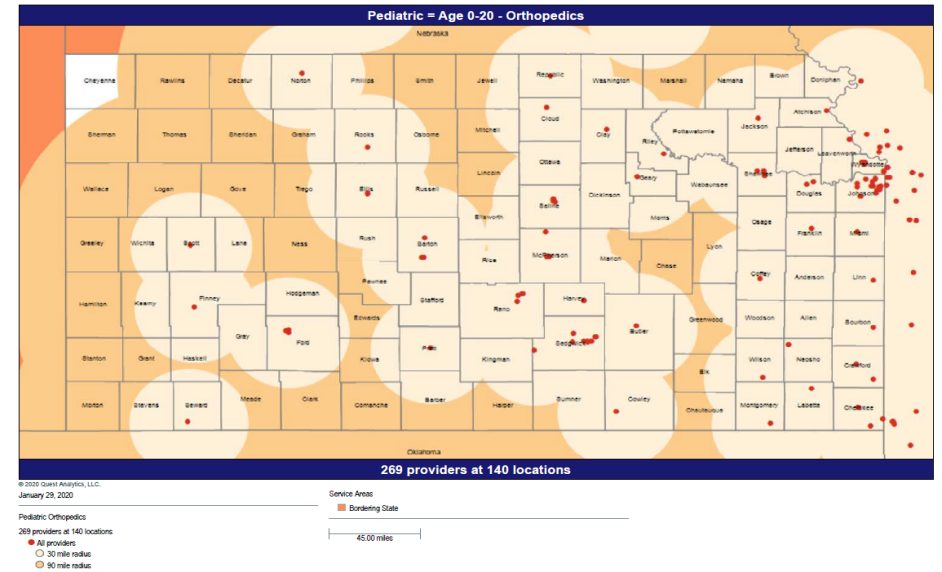 Pediatric = Age 0-20 - Orthopedics
Nebraska
Cheyenne Rawlins Decatur Norton Phillips Smith Jewell Republic Washington Marshall Nemaha Brown Doniphan
Sherman Thomas Sheridan Graham Rooks Osborne Mitchell Cloud Clay Riley Pottawatomie Jackson Atchison
Jefferson Leavenworth Wyandotte
Wallace Logan Gove Trego Ellis Russell Lincoln Ottawa Saline Dickinson Geary Wabaunsee Shawnee Douglas Johnson
Ellsworth Morris Osage
Greeley Wichita Scott Lane Ness Rush Barton Rice McPherson Marion Chase Lyon Franklin Miami
Hamilton Kearny Finney Hodgeman Pawnee Stafford Reno Harvey Coffey Anderson Linn
Gray Ford Edwards Sedgwick Butler Greenwood Woodson Allen Bourbon
Stanton Grant Haskell Kiowa Pratt Kingman Elk Wilson Neosho Crawford
Morton Stevens Seward Meade Clark Comanche Barber Harper Sumner Cowley Chautauqua Montgomery Labette Cherokee
Oklahoma
269 providers at 140 locations
© 2020 Quest Analytics, LLC.
January 29, 2020
Service Areas
Bordering State
Pediatric Orthopedics
269 providers at 140 locations
45.00 miles
All providers
30 mile radius
90 mile radius